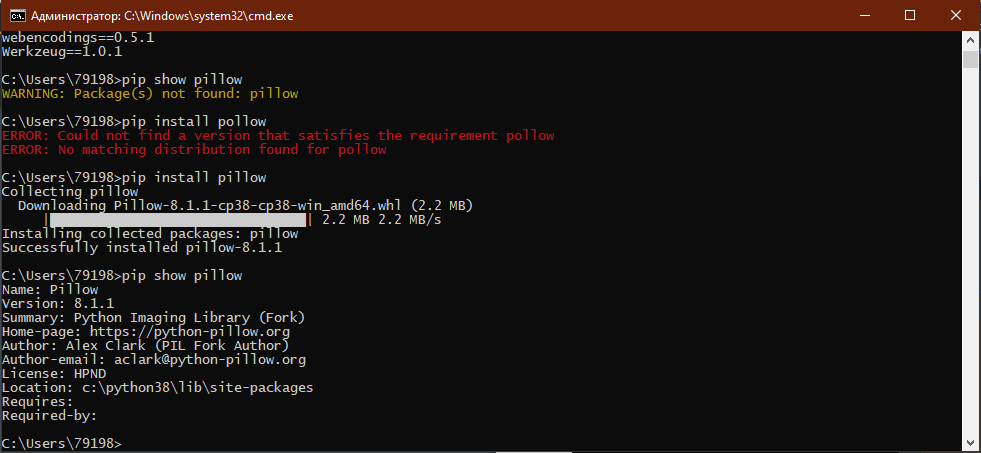 Администратор: C:\Windows\system32\cmd.exe
webencodings==0.5.1
Werkzeug==1.0.1
C:\Users\79198>pip show pillow
WARNING: Package(s) not found: pillow
C:\Users\79198>pip install pollow
ERROR: Could not find a version that satisfies the requirement pollow
ERROR: No matching distribution found for pollow
C:\Users\79198>pip install pillow
Collecting pillow
Downloading Pillow-8.1.1-cp38-cp38-win_amd64.whl (2.2 MB)
|████████████████████████████████| 2.2 MB 2.2 MB/s
Installing collected packages: pillow
Successfully installed pillow-8.1.1
C:\Users\79198>pip show pillow
Name: Pillow
Version: 8.1.1
Summary: Python Imaging Library (Fork)
Home-page: https://python-pillow.org
Author: Alex Clark (PIL Fork Author)
Author-email: aclark@python-pillow.org
License: HPND
Location: c:\python38\lib\site-packages
Requires:
Required-by:
C:\Users\79198>